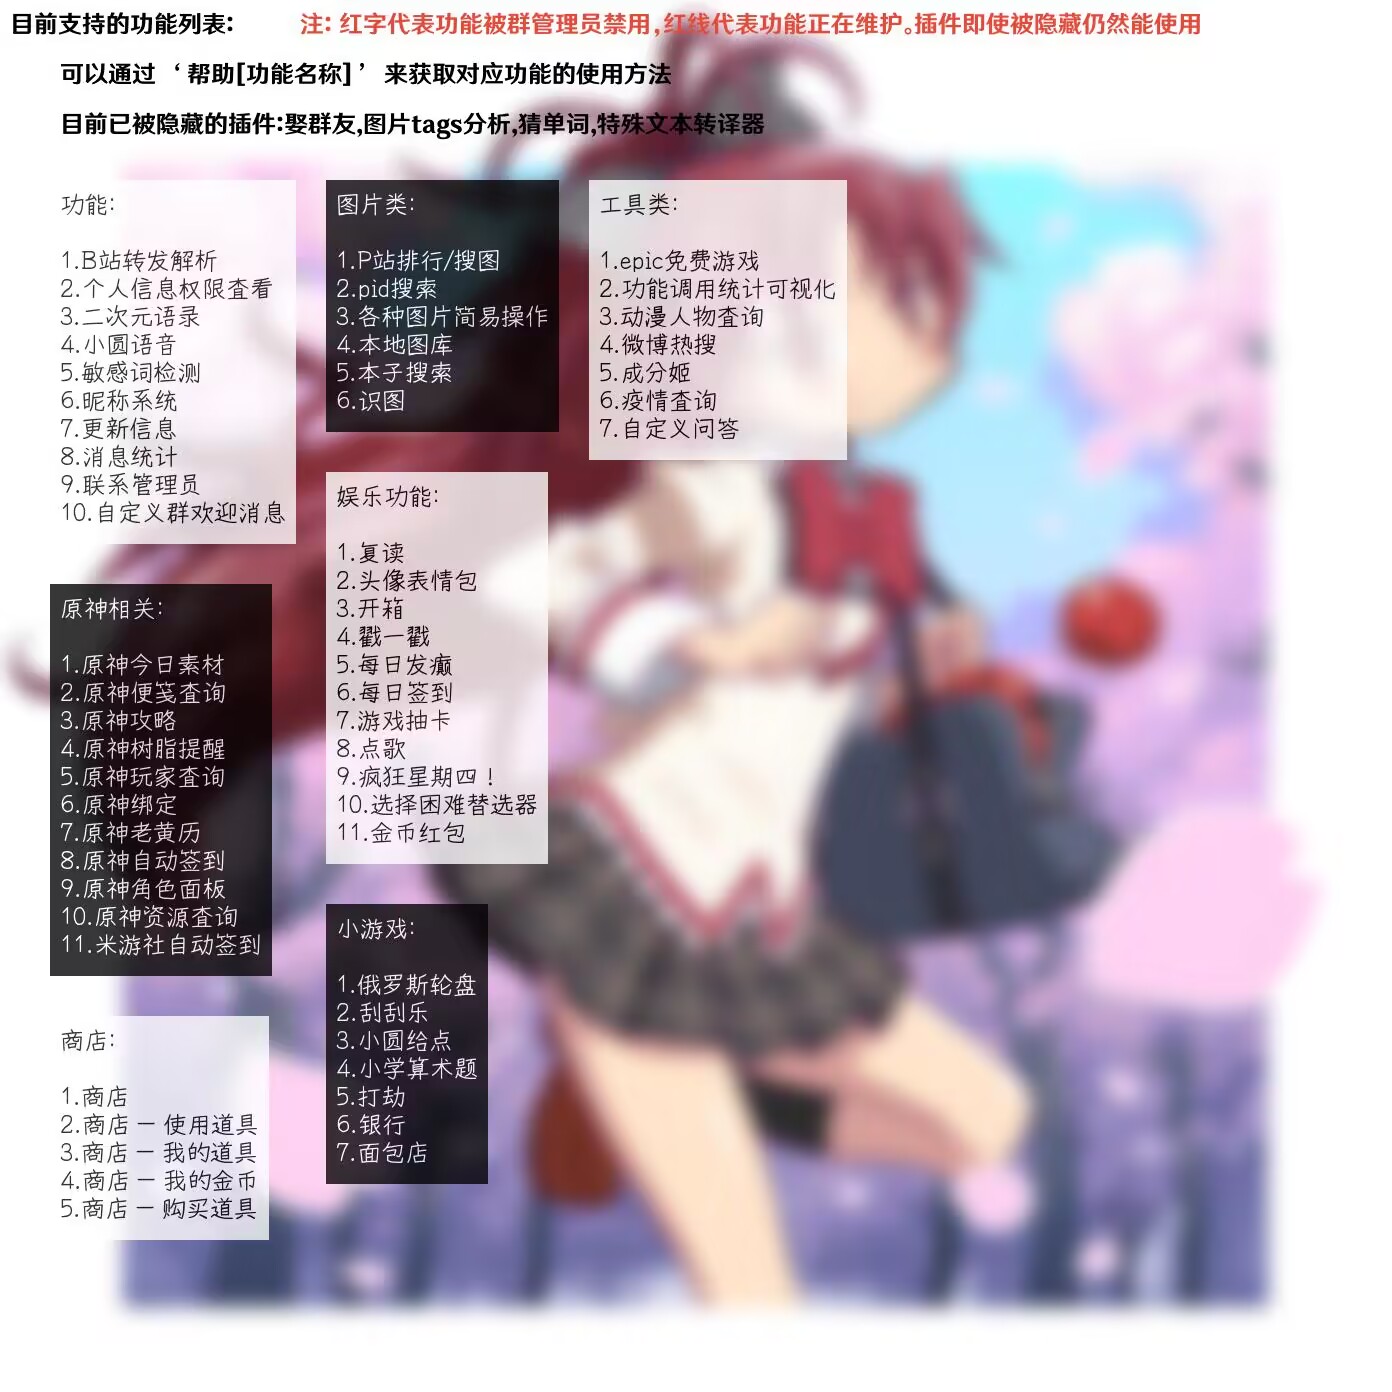 目前支持的功能列表:
注: 红字代表功能被群管理员禁用,红线代表功能正在维护。插件即使被隐藏仍然能使用
可以通过 ‘帮助[功能名称]’ 来获取对应功能的使用方法
目前已被隐藏的插件:娶群友,图片tags分析,猜单词,特殊文本转译器
功能:
1.B站转发解析
2.个人信息权限查看
3.二次元语录
4.小圆语音
5.敏感词检测
6.昵称系统
7.更新信息
8.消息统计
9.联系管理员
10.自定义群欢迎消息
原神相关:
1.原神今日素材
2.原神便笺查询
3.原神攻略
4.原神树脂提醒
5.原神玩家查询
6.原神绑定
7.原神老黄历
8.原神自动签到
9.原神角色面板
10.原神资源查询
11.米游社自动签到
商店:
1.商店
2.商店 - 使用道具
3.商店 - 我的道具
4.商店 - 我的金币
5.商店 - 购买道具
图片类:
1.P站排行/搜图
2.pid搜索
3.各种图片简易操作
4.本地图库
5.本子搜索
6.识图
娱乐功能:
1.复读
2.头像表情包
3.开箱
4.戳一戳
5.每日发癫
6.每日签到
7.游戏抽卡
8.点歌
9.疯狂星期四！
10.选择困难替选器
11.金币红包
小游戏:
1.俄罗斯轮盘
2.刮刮乐
3.小圆给点
4.小学算术题
5.打劫
6.银行
7.面包店
工具类:
1.epic免费游戏
2.功能调用统计可视化
3.动漫人物查询
4.微博热搜
5.成分姬
6.疫情查询
7.自定义问答